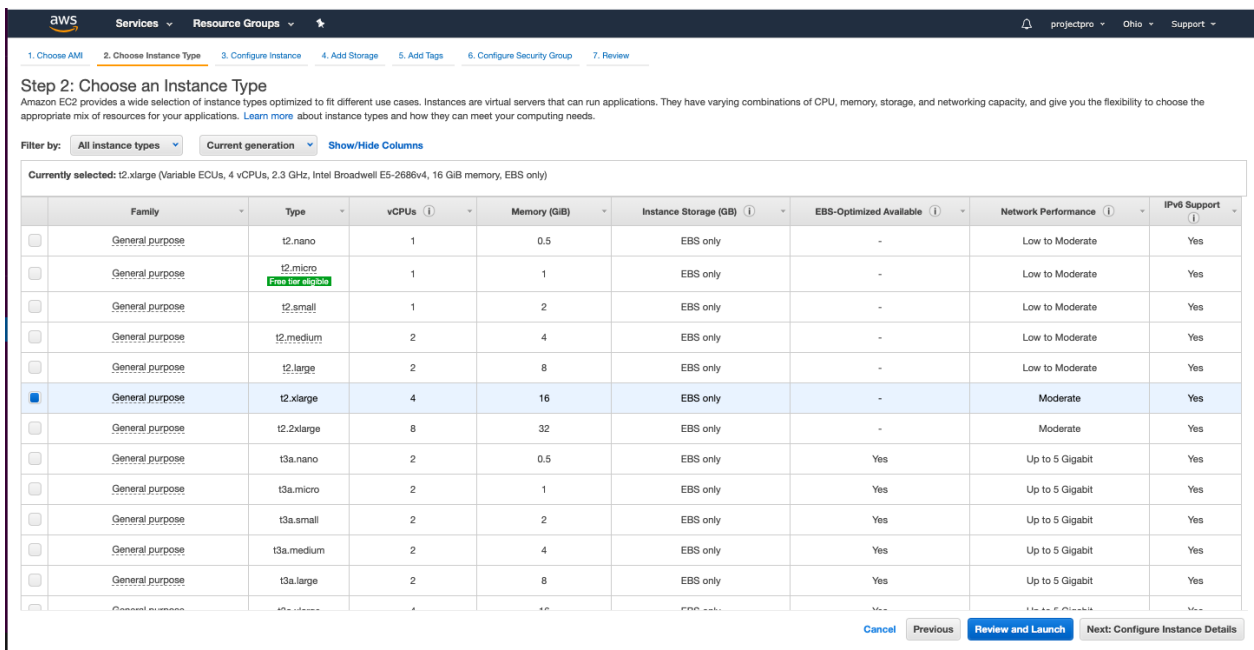 aws Services Resource Groups projectpro Ohio Support
1. Choose AMI 2. Choose Instance Type 3. Configure Instance 4. Add Storage 5. Add Tags 6. Configure Security Group 7. Review
Step 2: Choose an Instance Type
Amazon EC2 provides a wide selection of instance types optimized to fit different use cases. Instances are virtual servers that can run applications. They have varying combinations of CPU, memory, storage, and networking capacity, and give you the flexibility to choose the
appropriate mix of resources for your applications. Learn more about instance types and how they can meet your computing needs.
Filter by: All instance types Current generation Show/Hide Columns
Currently selected: t2.xlarge (Variable ECUs, 4 vCPUs, 2.3 GHz, Intel Broadwell E5-2686v4, 16 GiB memory, EBS only)
Family Type vCPUs Memory (GiB) Instance Storage (GB) EBS-Optimized Available Network Performance IPv6 Support
General purpose t2.nano 1 0.5 EBS only - Low to Moderate Yes
General purpose t2.micro 1 1 EBS only - Low to Moderate Yes
Free tier eligible
General purpose t2.small 1 2 EBS only - Low to Moderate Yes
General purpose t2.medium 2 4 EBS only - Low to Moderate Yes
General purpose t2.large 2 8 EBS only - Low to Moderate Yes
General purpose t2.xlarge 4 16 EBS only - Moderate Yes
General purpose t2.2xlarge 8 32 EBS only - Moderate Yes
General purpose t3a.nano 2 0.5 EBS only Yes Up to 5 Gigabit Yes
General purpose t3a.micro 2 1 EBS only Yes Up to 5 Gigabit Yes
General purpose t3a.small 2 2 EBS only Yes Up to 5 Gigabit Yes
General purpose t3a.medium 2 4 EBS only Yes Up to 5 Gigabit Yes
General purpose t3a.large 2 8 EBS only Yes Up to 5 Gigabit Yes
Cancel Previous Review and Launch Next: Configure Instance Details